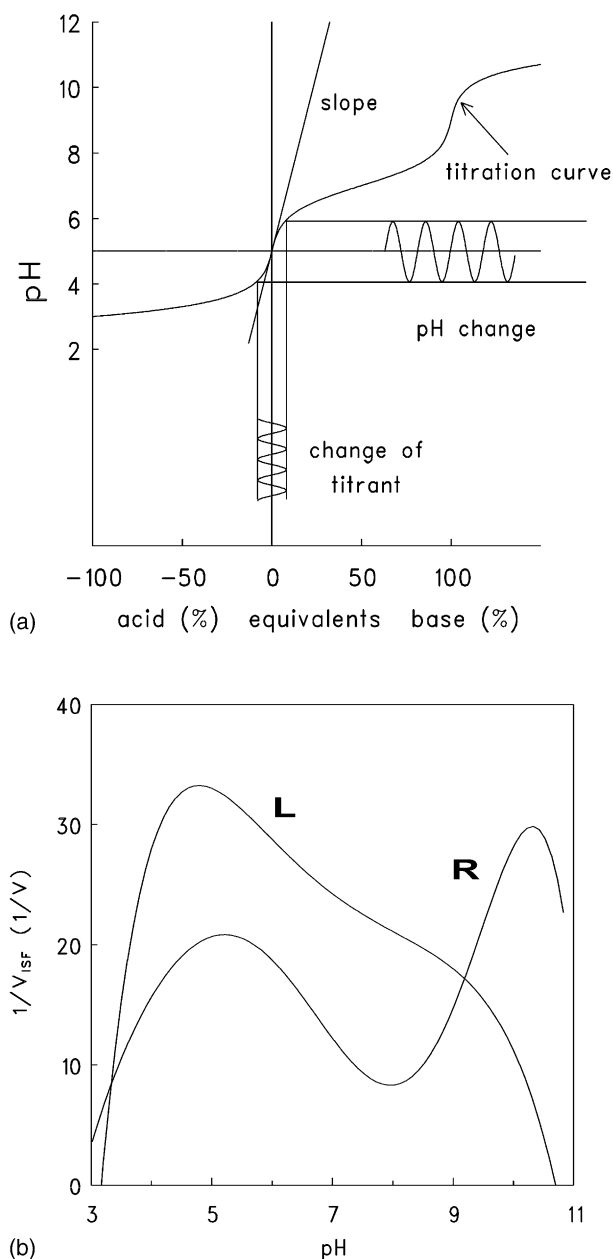 12
10
8
6
4
2
pH
slope
titration curve
pH change
change of
titrant
−100 −50 0 50 100
(a) acid (%) equivalents base (%)
40
30
20
10
0
1/V_ISF (1/V)
L
R
3 5 7 9 11
(b) pH